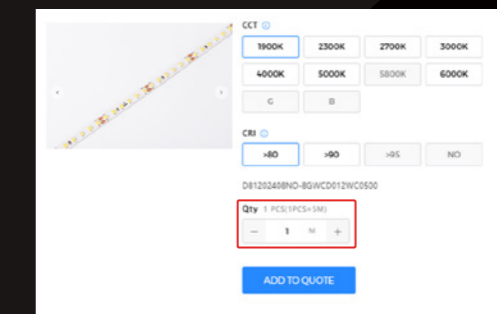 CCT
1900K 2300K 2700K 3000K
4000K 5000K 5800K 6000K
G B
CRI
>80 >90 >95 NO
D81202408ND-8GWCD012WC0500
Qty 1 PCS(1PCS=5M)
− 1 M +
ADD TO QUOTE